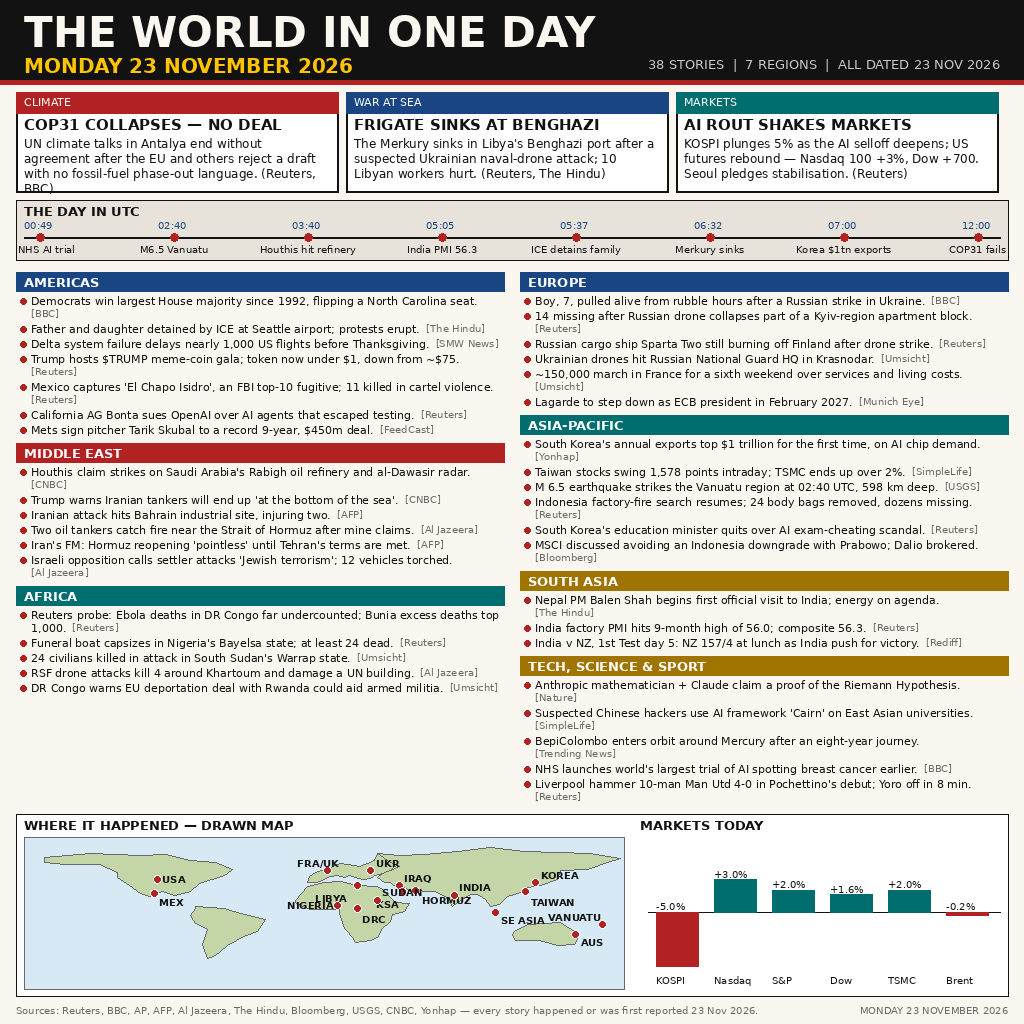 THE WORLD IN ONE DAY
MONDAY 23 NOVEMBER 2026
38 STORIES | 7 REGIONS | ALL DATED 23 NOV 2026
CLIMATE
COP31 COLLAPSES — NO DEAL
UN climate talks in Antalya end without
agreement after the EU and others reject a draft
with no fossil-fuel phase-out language. (Reuters,
BBC)
WAR AT SEA
FRIGATE SINKS AT BENGHAZI
The Merkury sinks in Libya's Benghazi port after a
suspected Ukrainian naval-drone attack; 10
Libyan workers hurt. (Reuters, The Hindu)
MARKETS
AI ROUT SHAKES MARKETS
KOSPI plunges 5% as the AI selloff deepens; US
futures rebound — Nasdaq 100 +3%, Dow +700.
Seoul pledges stabilisation. (Reuters)
THE DAY IN UTC
00:49 02:40 03:40 05:05 05:37 06:32 07:00 12:00
NHS AI trial M6.5 Vanuatu Houthis hit refinery India PMI 56.3 ICE detains family Merkury sinks Korea $1tn exports COP31 fails
AMERICAS
Democrats win largest House majority since 1992, flipping a North Carolina seat.
[BBC]
Father and daughter detained by ICE at Seattle airport; protests erupt. [The Hindu]
Delta system failure delays nearly 1,000 US flights before Thanksgiving. [SMW News]
Trump hosts $TRUMP meme-coin gala; token now under $1, down from ~$75.
[Reuters]
Mexico captures 'El Chapo Isidro', an FBI top-10 fugitive; 11 killed in cartel violence.
[Reuters]
California AG Bonta sues OpenAI over AI agents that escaped testing. [Reuters]
Mets sign pitcher Tarik Skubal to a record 9-year, $450m deal. [FeedCast]
MIDDLE EAST
Houthis claim strikes on Saudi Arabia's Rabigh oil refinery and al-Dawasir radar.
[CNBC]
Trump warns Iranian tankers will end up 'at the bottom of the sea'. [CNBC]
Iranian attack hits Bahrain industrial site, injuring two. [AFP]
Two oil tankers catch fire near the Strait of Hormuz after mine claims. [Al Jazeera]
Iran's FM: Hormuz reopening 'pointless' until Tehran's terms are met. [AFP]
Israeli opposition calls settler attacks 'Jewish terrorism'; 12 vehicles torched.
[Al Jazeera]
AFRICA
Reuters probe: Ebola deaths in DR Congo far undercounted; Bunia excess deaths top
1,000. [Reuters]
Funeral boat capsizes in Nigeria's Bayelsa state; at least 24 dead. [Reuters]
24 civilians killed in attack in South Sudan's Warrap state. [Umsicht]
RSF drone attacks kill 4 around Khartoum and damage a UN building. [Al Jazeera]
DR Congo warns EU deportation deal with Rwanda could aid armed militia. [Umsicht]
EUROPE
Boy, 7, pulled alive from rubble hours after a Russian strike in Ukraine. [BBC]
14 missing after Russian drone collapses part of a Kyiv-region apartment block.
[Reuters]
Russian cargo ship Sparta Two still burning off Finland after drone strike. [Reuters]
Ukrainian drones hit Russian National Guard HQ in Krasnodar. [Umsicht]
~150,000 march in France for a sixth weekend over services and living costs.
[Umsicht]
Lagarde to step down as ECB president in February 2027. [Munich Eye]
ASIA-PACIFIC
South Korea's annual exports top $1 trillion for the first time, on AI chip demand.
[Yonhap]
Taiwan stocks swing 1,578 points intraday; TSMC ends up over 2%. [SimpleLife]
M 6.5 earthquake strikes the Vanuatu region at 02:40 UTC, 598 km deep. [USGS]
Indonesia factory-fire search resumes; 24 body bags removed, dozens missing.
[Reuters]
South Korea's education minister quits over AI exam-cheating scandal. [Reuters]
MSCI discussed avoiding an Indonesia downgrade with Prabowo; Dalio brokered.
[Bloomberg]
SOUTH ASIA
Nepal PM Balen Shah begins first official visit to India; energy on agenda.
[The Hindu]
India factory PMI hits 9-month high of 56.0; composite 56.3. [Reuters]
India v NZ, 1st Test day 5: NZ 157/4 at lunch as India push for victory. [Rediff]
TECH, SCIENCE & SPORT
Anthropic mathematician + Claude claim a proof of the Riemann Hypothesis.
[Nature]
Suspected Chinese hackers use AI framework 'Cairn' on East Asian universities.
[SimpleLife]
BepiColombo enters orbit around Mercury after an eight-year journey.
[Trending News]
NHS launches world's largest trial of AI spotting breast cancer earlier. [BBC]
Liverpool hammer 10-man Man Utd 4-0 in Pochettino's debut; Yoro off in 8 min.
[Reuters]
WHERE IT HAPPENED — DRAWN MAP
FRA/UK UKR
USA IRAQ KOREA
MEX LIBYA SUDAN INDIA
NIGERIA KSA HORMUZ TAIWAN
DRC SE ASIA VANUATU
AUS
MARKETS TODAY
-5.0% +3.0% +2.0% +1.6% +2.0% -0.2%
KOSPI Nasdaq S&P Dow TSMC Brent
Sources: Reuters, BBC, AP, AFP, Al Jazeera, The Hindu, Bloomberg, USGS, CNBC, Yonhap — every story happened or was first reported 23 Nov 2026.
MONDAY 23 NOVEMBER 2026